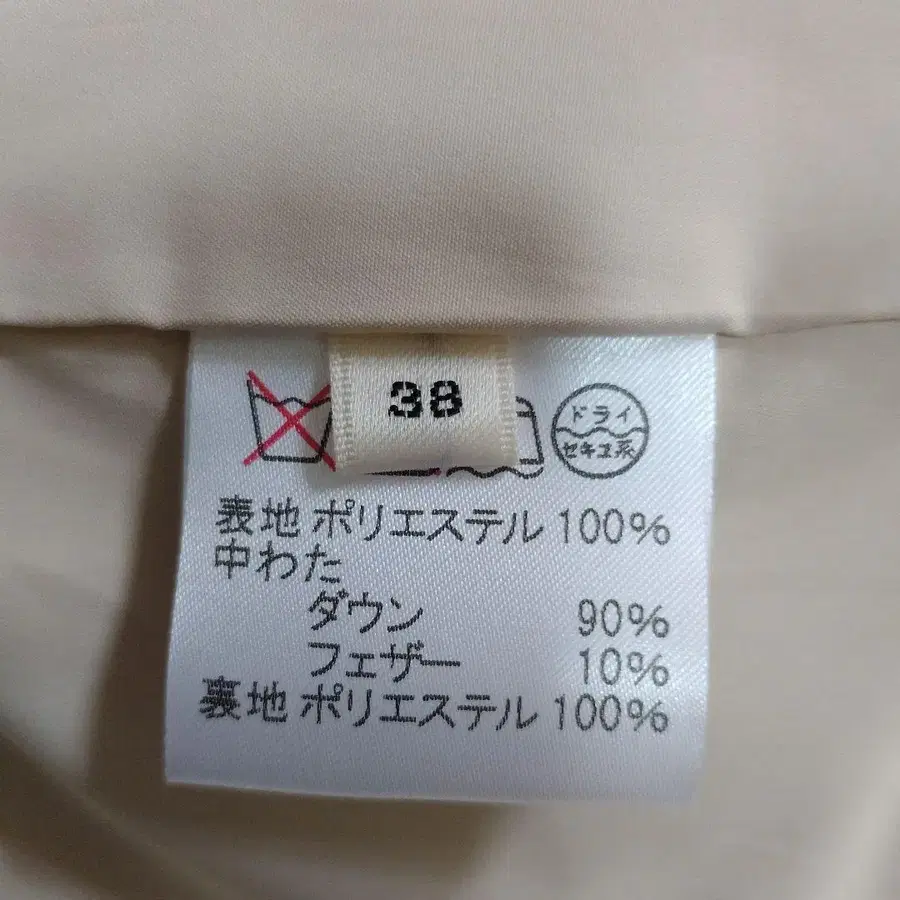 38
ドライ
セキユ系
表地 ポリエステル 100%
中わた
ダウン 90%
フェザー 10%
裏地 ポリエステル 100%